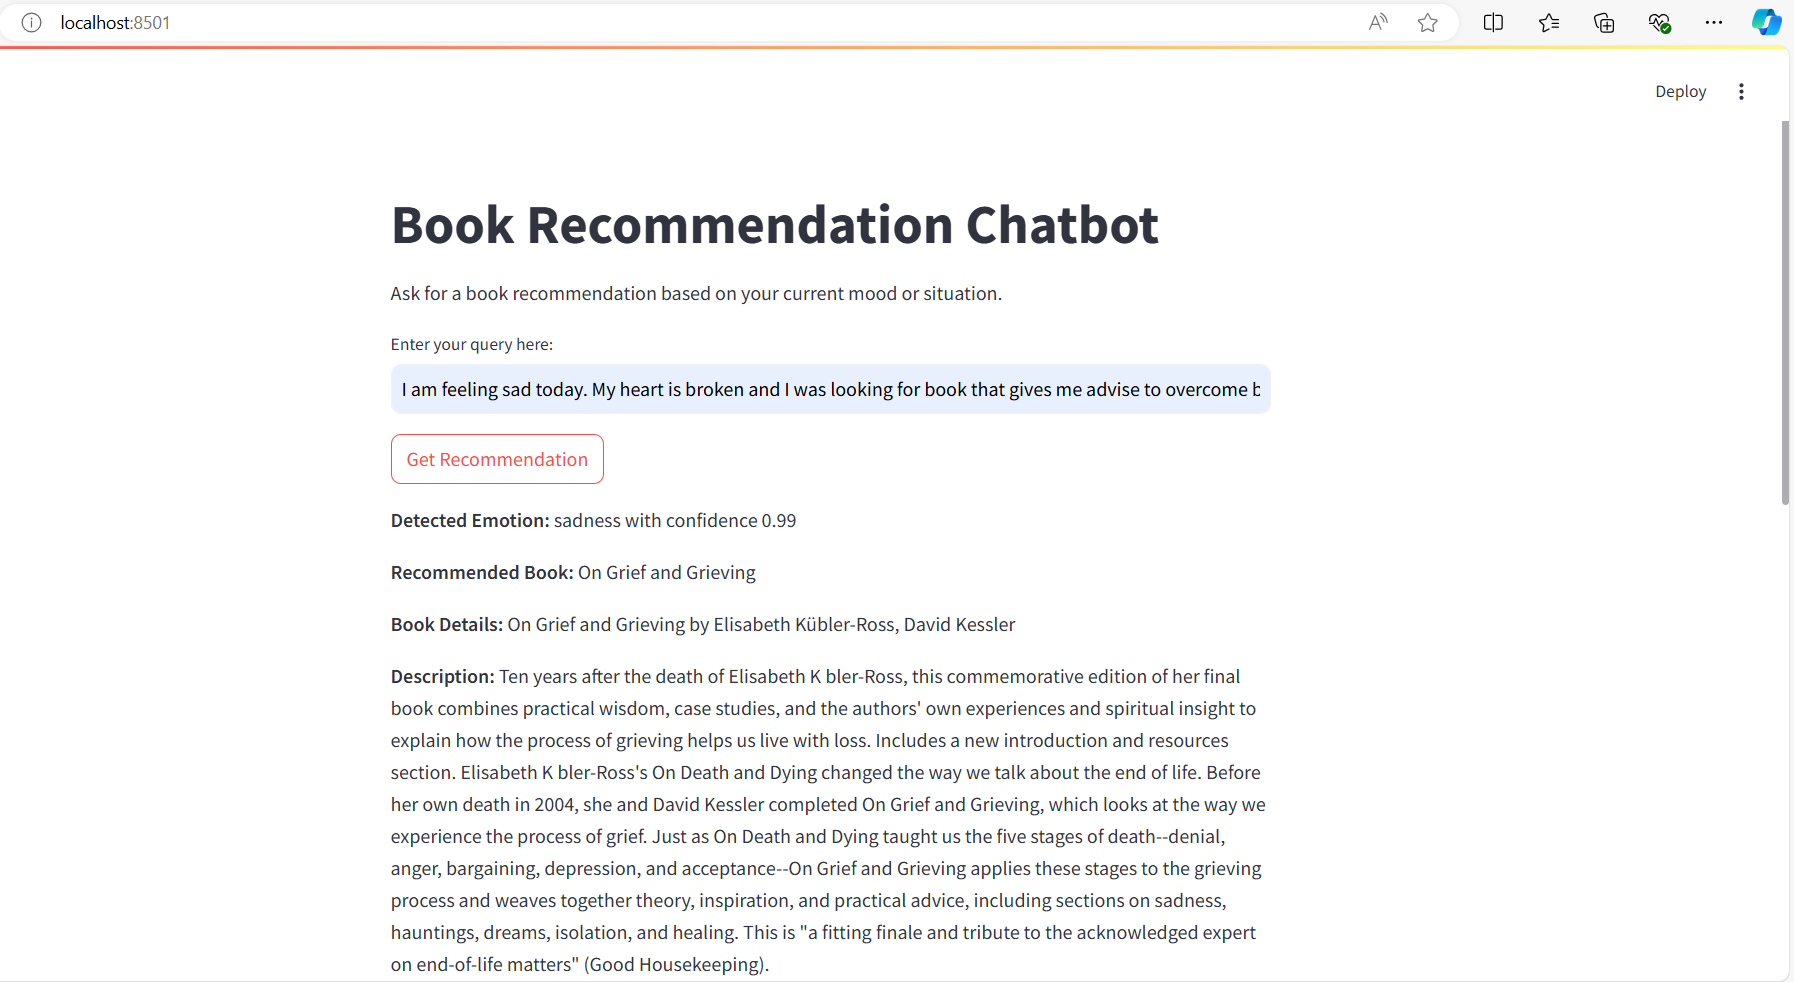 localhost:8501
Deploy
Book Recommendation Chatbot
Ask for a book recommendation based on your current mood or situation.
Enter your query here:
I am feeling sad today. My heart is broken and I was looking for book that gives me advise to overcome b
Get Recommendation
Detected Emotion: sadness with confidence 0.99
Recommended Book: On Grief and Grieving
Book Details: On Grief and Grieving by Elisabeth Kübler-Ross, David Kessler
Description: Ten years after the death of Elisabeth K bler-Ross, this commemorative edition of her final
book combines practical wisdom, case studies, and the authors' own experiences and spiritual insight to
explain how the process of grieving helps us live with loss. Includes a new introduction and resources
section. Elisabeth K bler-Ross's On Death and Dying changed the way we talk about the end of life. Before
her own death in 2004, she and David Kessler completed On Grief and Grieving, which looks at the way we
experience the process of grief. Just as On Death and Dying taught us the five stages of death--denial,
anger, bargaining, depression, and acceptance--On Grief and Grieving applies these stages to the grieving
process and weaves together theory, inspiration, and practical advice, including sections on sadness,
hauntings, dreams, isolation, and healing. This is "a fitting finale and tribute to the acknowledged expert
on end-of-life matters" (Good Housekeeping).